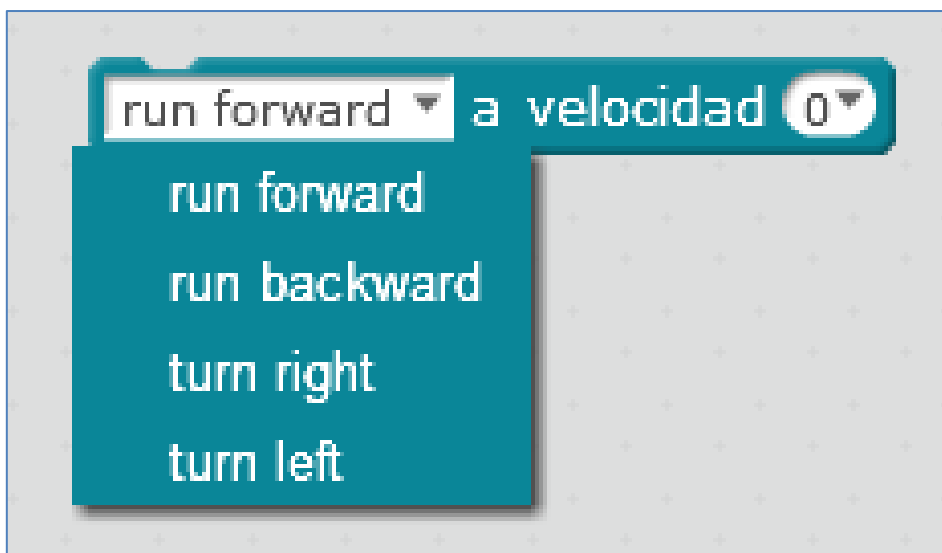 run forward a velocidad 0
run forward
run backward
turn right
turn left